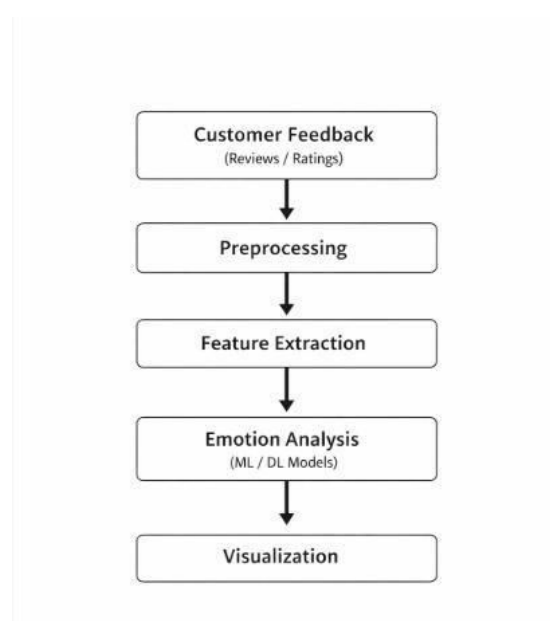 Customer Feedback
(Reviews / Ratings)
Preprocessing
Feature Extraction
Emotion Analysis
(ML / DL Models)
Visualization